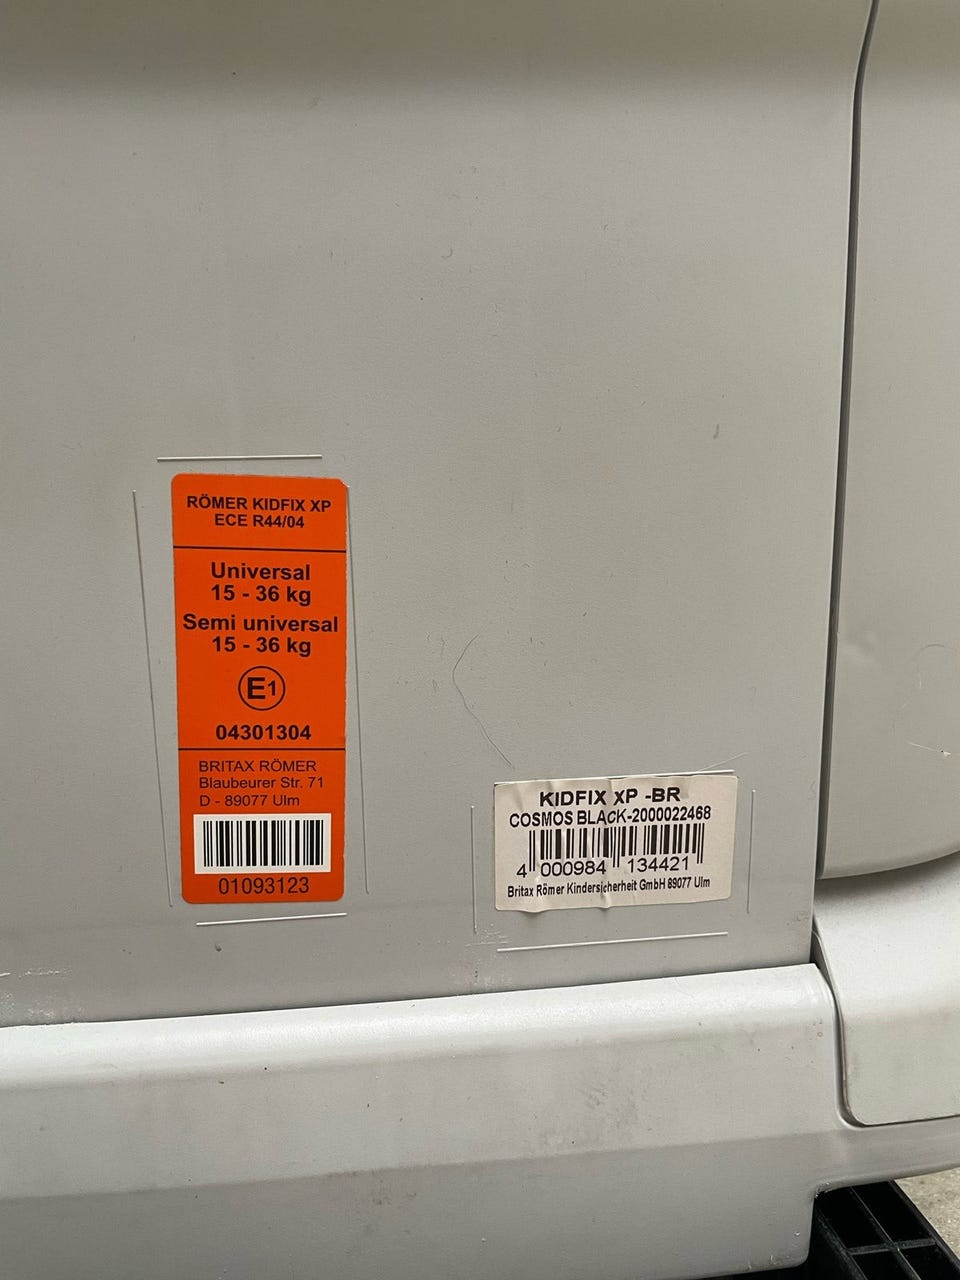 RÖMER KIDFIX XP
ECE R44/04
Universal
15 - 36 kg
Semi universal
15 - 36 kg
E1
04301304
BRITAX RÖMER
Blaubeurer Str. 71
D - 89077 Ulm
01093123
KIDFIX XP -BR
COSMOS BLACK-2000022468
4 000984 134421
Britax Römer Kindersicherheit GmbH 89077 Ulm